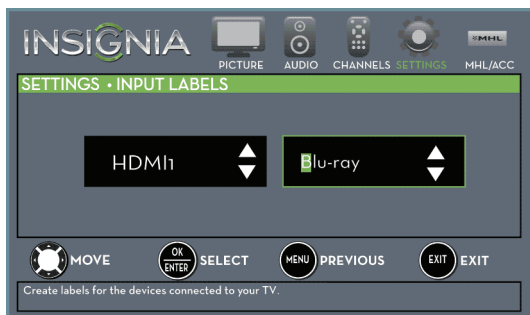 INSIGNIA
PICTURE AUDIO CHANNELS SETTINGS MHL/ACC
MHL
SETTINGS • INPUT LABELS
HDMI1 Blu-ray
MOVE OK ENTER SELECT MENU PREVIOUS EXIT EXIT
Create labels for the devices connected to your TV.